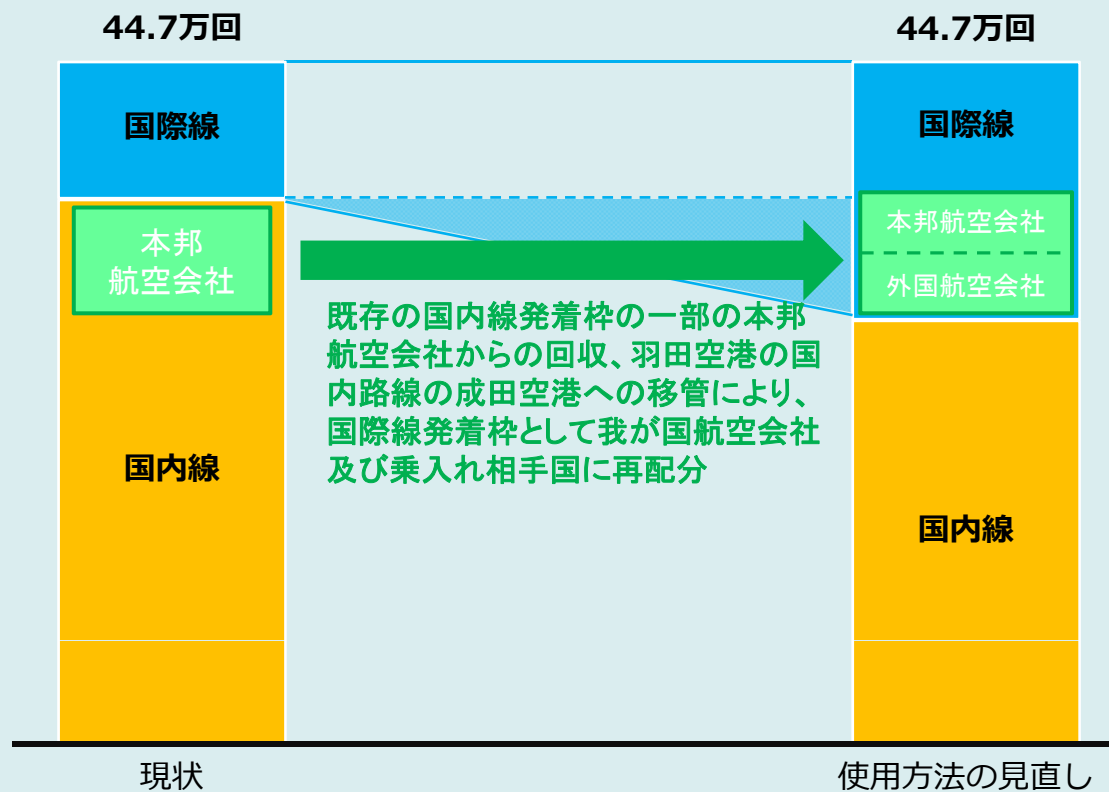 44.7万回
44.7万回
国際線
国際線
本邦
航空会社
本邦航空会社
外国航空会社
既存の国内線発着枠の一部の本邦
航空会社からの回収、羽田空港の国
内路線の成田空港への移管により、
国際線発着枠として我が国航空会社
及び乗入れ相手国に再配分
国内線
国内線
現状
使用方法の見直し